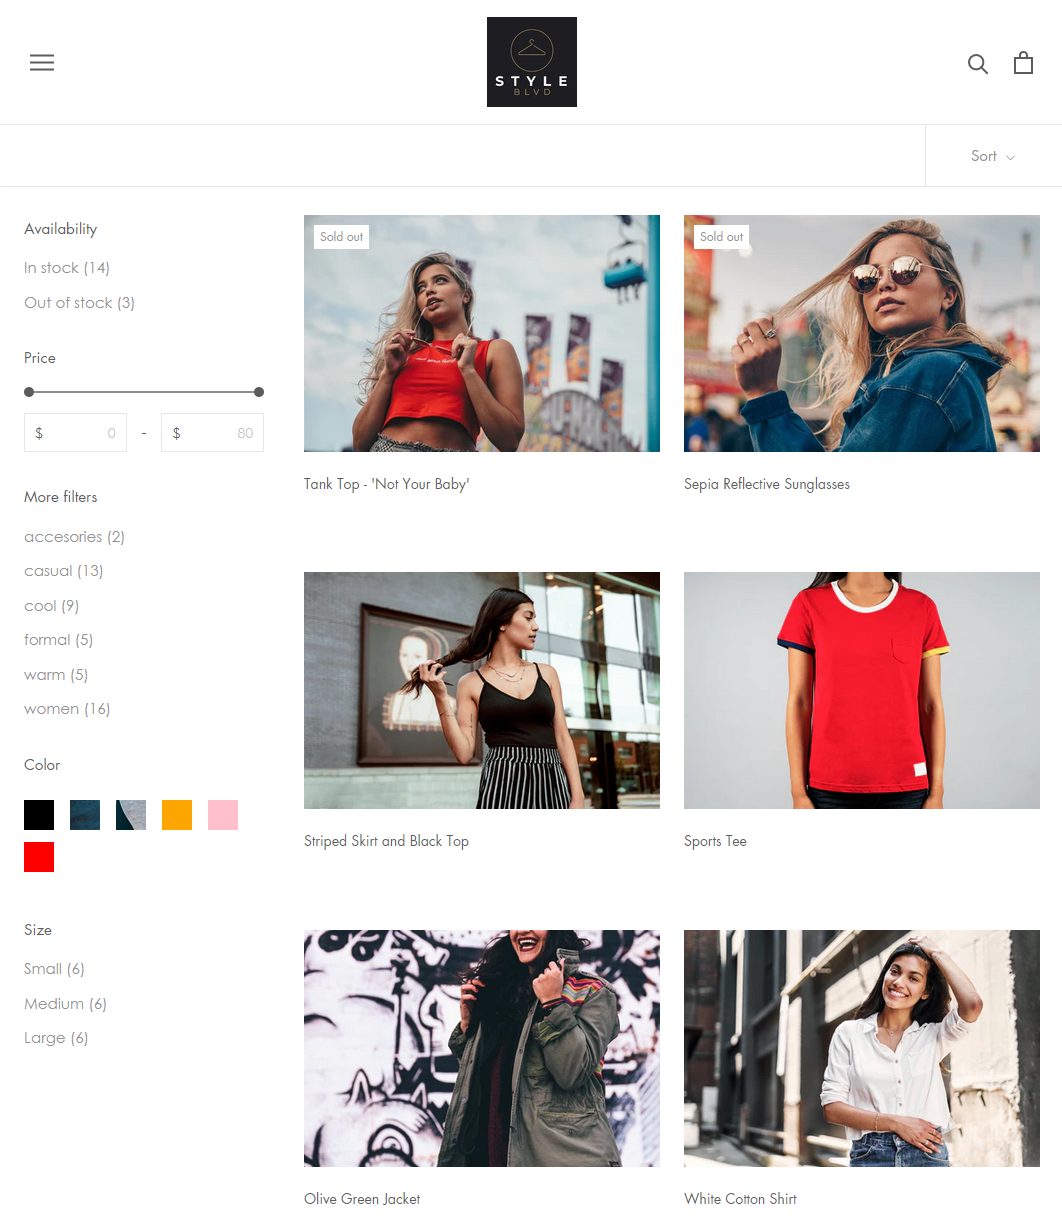 STYLE
BLVD
Sort
Availability
In stock (14)
Out of stock (3)
Price
$ 0 - $ 80
More filters
accesories (2)
casual (13)
cool (9)
formal (5)
warm (5)
women (16)
Color
Size
Small (6)
Medium (6)
Large (6)
Sold out
Sold out
Tank Top - 'Not Your Baby'
Sepia Reflective Sunglasses
Striped Skirt and Black Top
Sports Tee
Olive Green Jacket
White Cotton Shirt